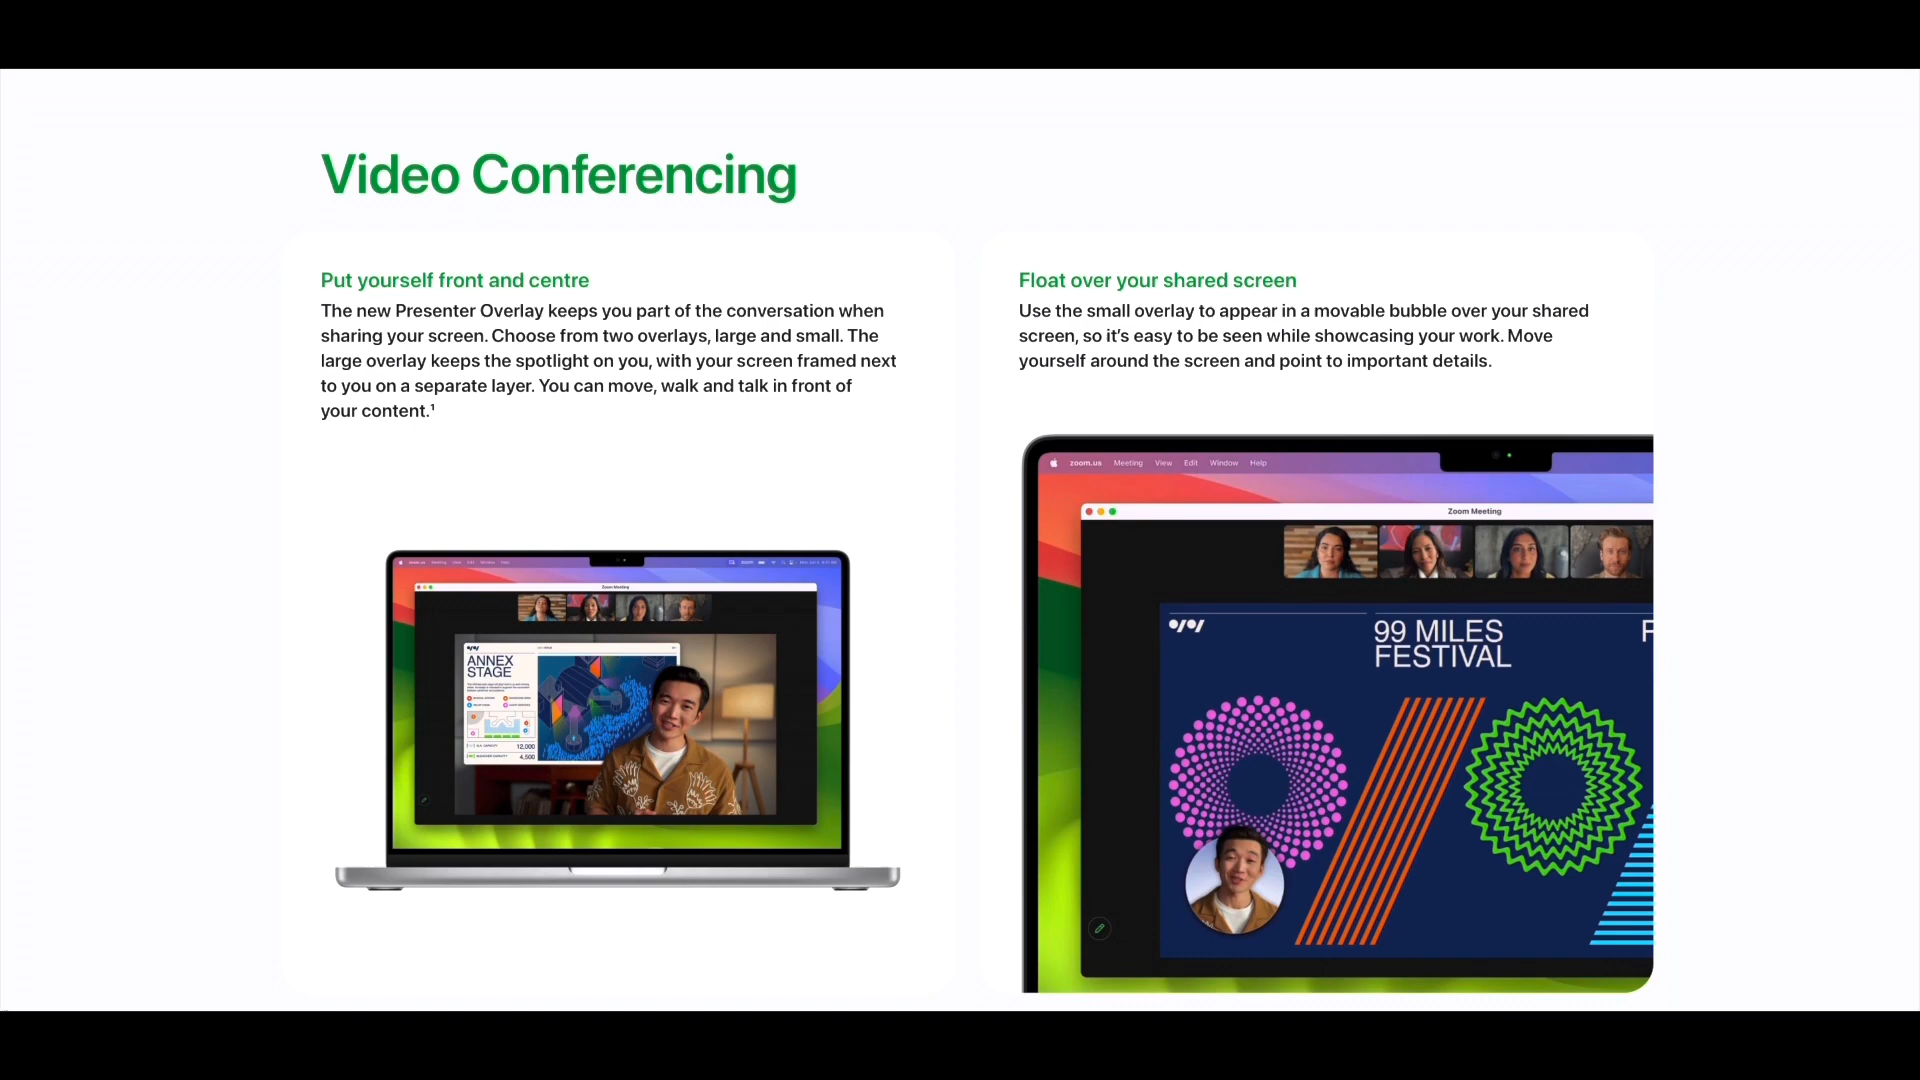 Video Conferencing
Put yourself front and centre
The new Presenter Overlay keeps you part of the conversation when
sharing your screen. Choose from two overlays, large and small. The
large overlay keeps the spotlight on you, with your screen framed next
to you on a separate layer. You can move, walk and talk in front of
your content.¹
Zoom Meeting
ANNEX
STAGE
12,000
4,500
Float over your shared screen
Use the small overlay to appear in a movable bubble over your shared
screen, so it’s easy to be seen while showcasing your work. Move
yourself around the screen and point to important details.
zoom.us Meeting View Edit Window Help
Zoom Meeting
99 MILES
FESTIVAL